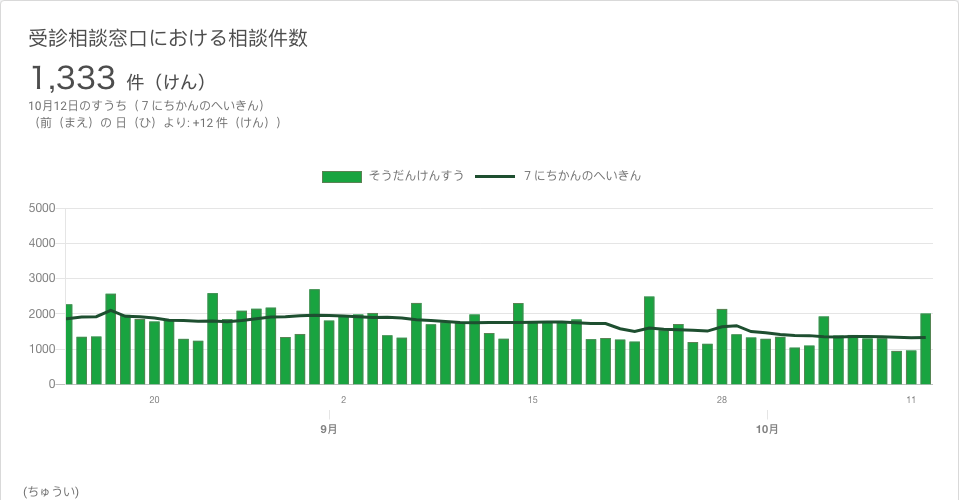 受診相談窓口における相談件数
1,333 件（けん）
10月12日のすうち（７にちかんのへいきん）
（前（まえ）の 日（ひ）より: +12 件（けん））
そうだんけんすう ７にちかんのへいきん
5000
4000
3000
2000
1000
0
20 2 15 28 11
9月 10月
(ちゅうい)